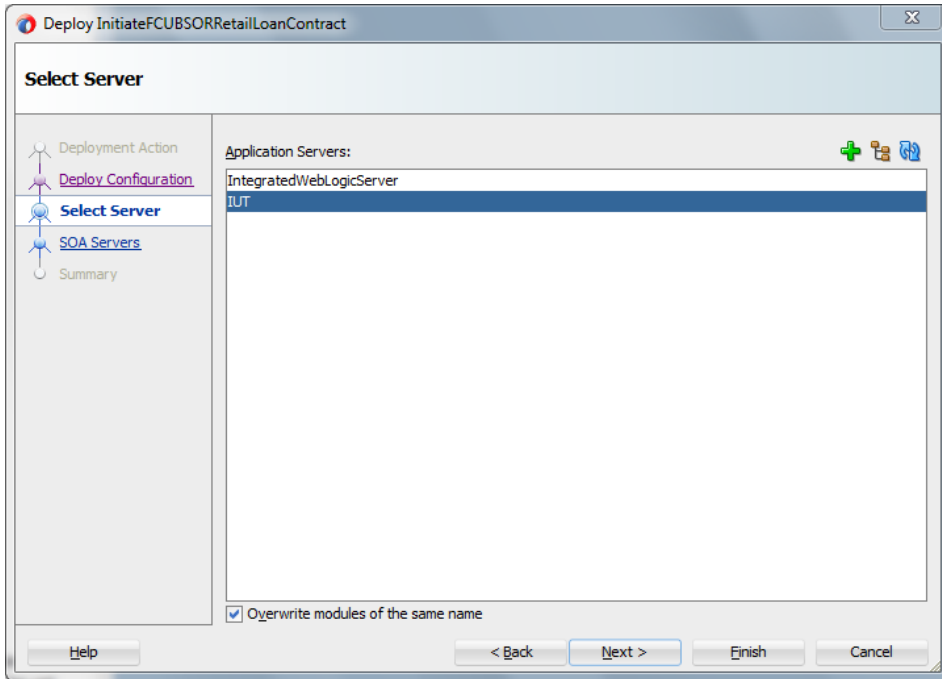 Deploy InitiateFCUBSORRetailLoanContract
Select Server
Deployment Action
Deploy Configuration
Select Server
SOA Servers
Summary
Application Servers:
IntegratedWebLogicServer
IUT
Overwrite modules of the same name
Help
< Back
Next >
Finish
Cancel